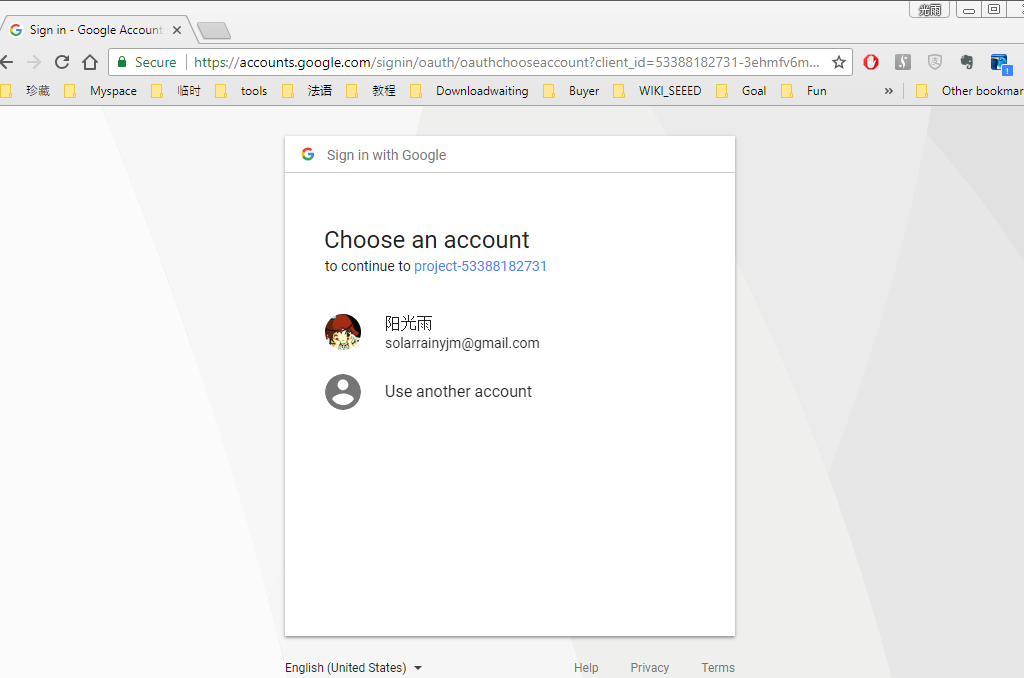 光雨
Sign in - Google Account
Secure https://accounts.google.com/signin/oauth/oauthchooseaccount?client_id=53388182731-3ehmfv6m...
珍藏 Myspace 临时 tools 法语 教程 Downloadwaiting Buyer WIKI_SEEED Goal Fun » Other bookmar
Sign in with Google
Choose an account
to continue to project-53388182731
阳光雨
solarrainyjm@gmail.com
Use another account
English (United States) Help Privacy Terms